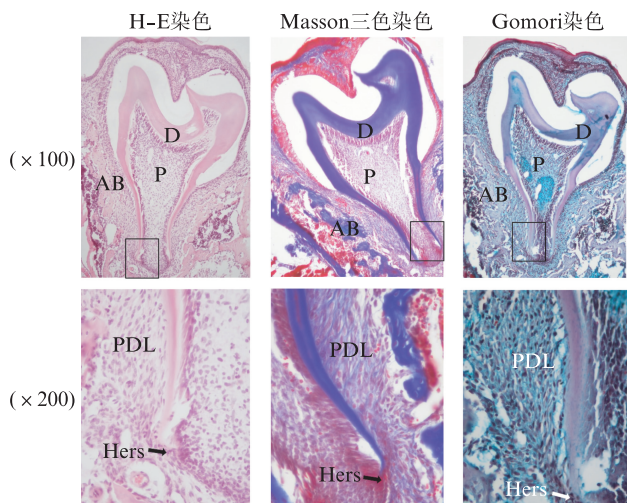 H-E染色 Masson三色染色 Gomori染色
D D D
(×100) P P P
AB AB AB
PDL PDL PDL
(×200)
Hers Hers Hers